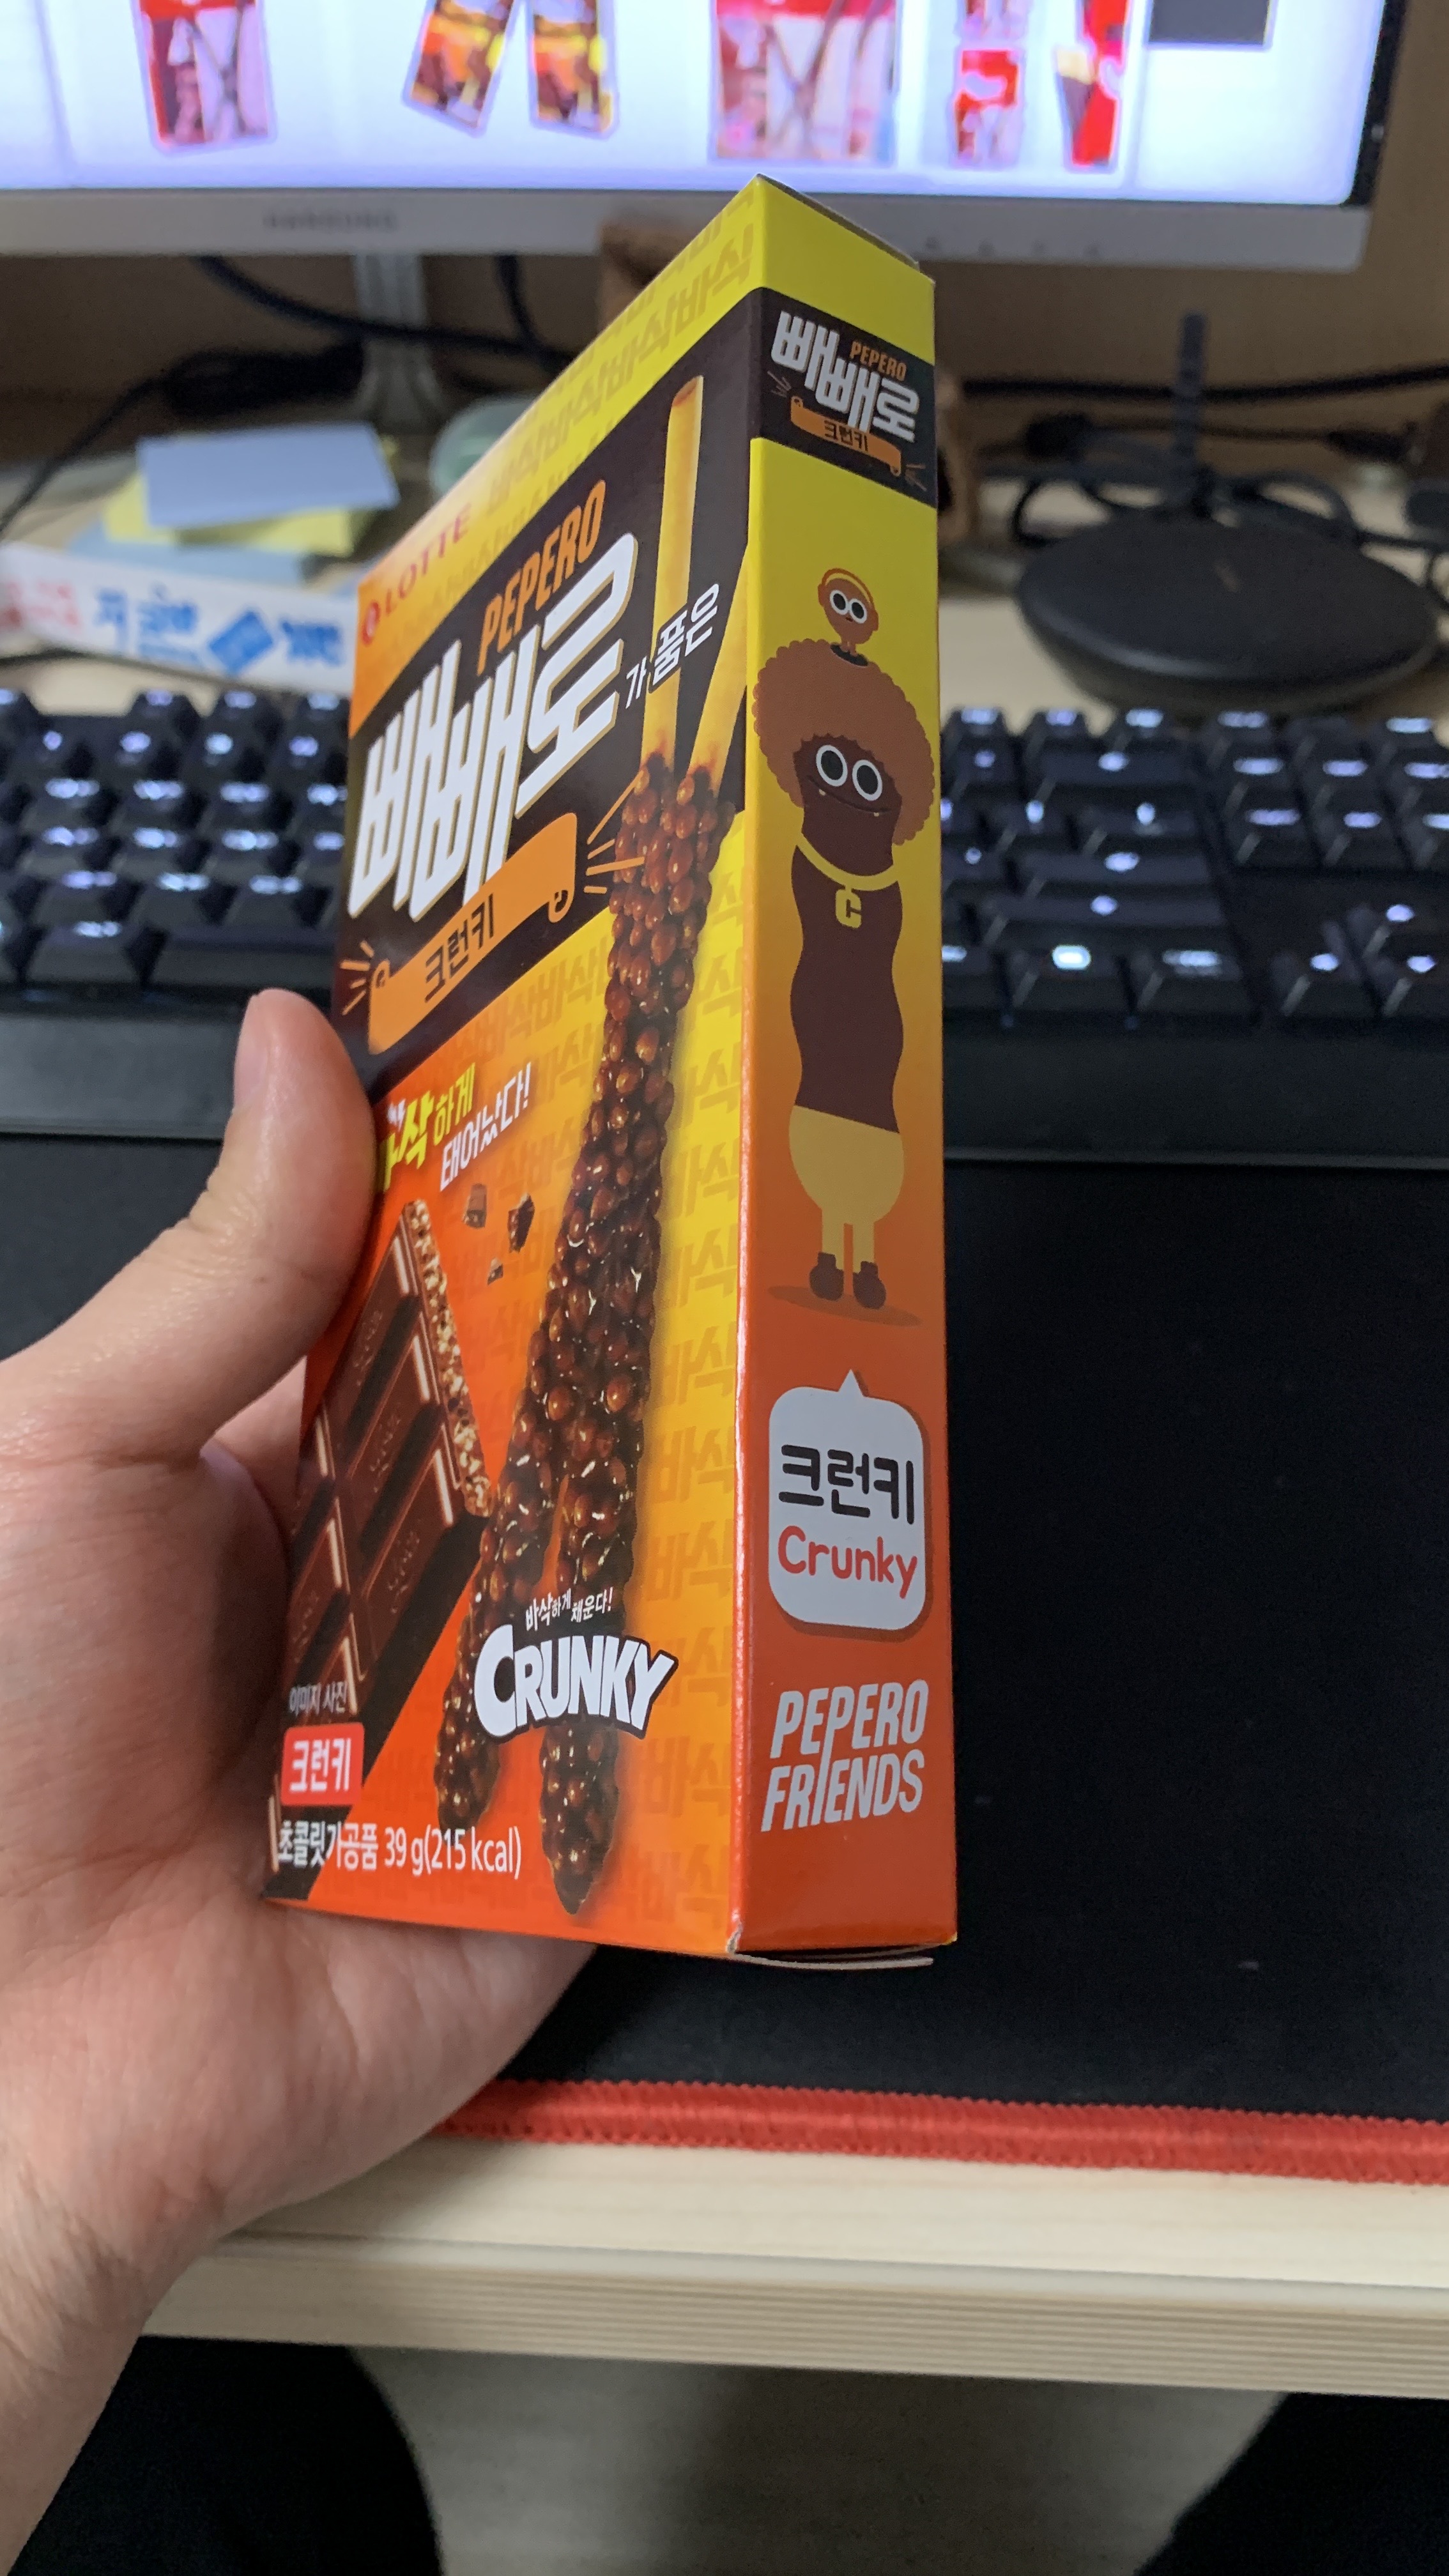 LOTTE
PEPERO
빼빼로가 품은
크런키
바삭하게
태어났다!
바삭하게 채운다!
CRUNKY
이미지 사진
크런키
초콜릿가공품 39 g(215 kcal)
PEPERO
빼빼로
크런키
C
크런키
Crunky
PEPERO
FRIENDS
SAMSUNG